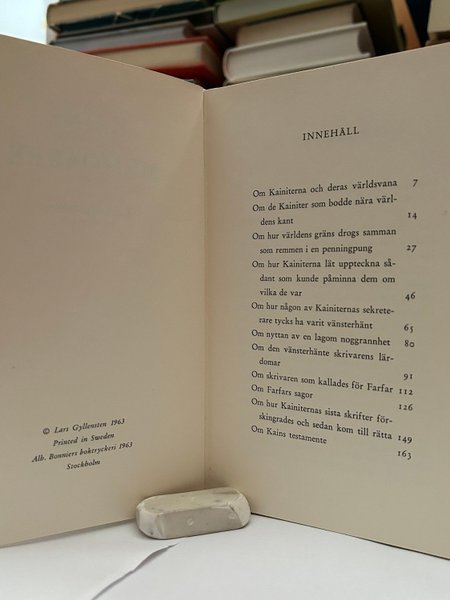 © Lars Gyllensten 1963
Printed in Sweden
Alb. Bonniers boktryckeri 1963
Stockholm
INNEHÅLL
Om Kainiterna och deras världsvana 7
Om de Kainiter som bodde nära värl-
dens kant 14
Om hur världens gräns drogs samman
som remmen i en penningpung 27
Om hur Kainiterna lät uppteckna så-
dant som kunde påminna dem om
vilka de var 46
Om hur någon av Kainiternas sekrete-
rare tycks ha varit vänsterhänt 65
Om nyttan av en lagom noggrannhet 80
Om den vänsterhänte skrivarens lär-
domar 91
Om skrivaren som kallades för Farfar 112
Om Farfars sagor 126
Om hur Kainiternas sista skrifter för-
skingrades och sedan kom till rätta 149
Om Kains testamente 163